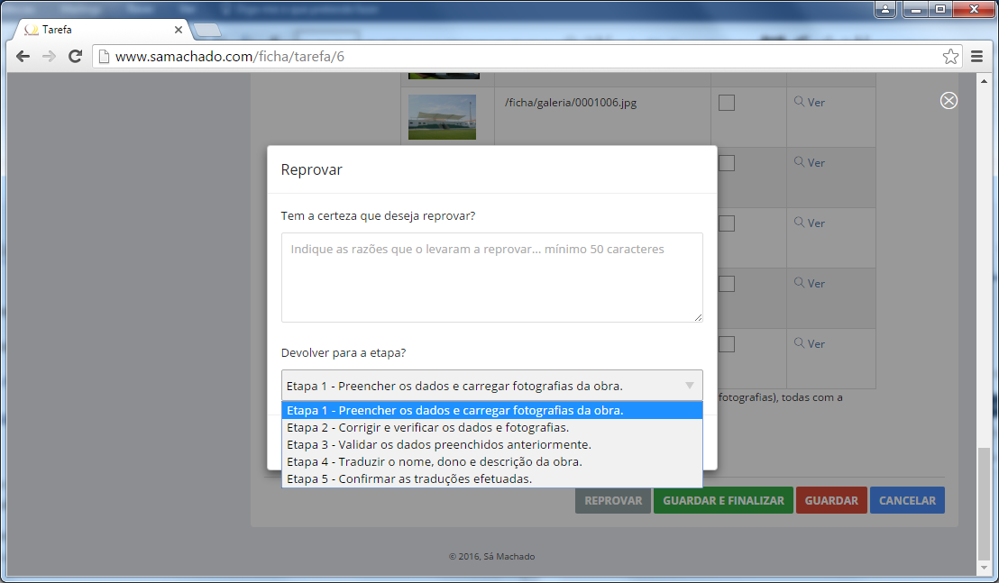 Tarefa
www.samachado.com/ficha/tarefa/6
/ficha/galeria/0001006.jpg
Ver
Ver
Ver
Ver
Ver
Reprovar
Tem a certeza que deseja reprovar?
Indique as razões que o levaram a reprovar... mínimo 50 caracteres
Devolver para a etapa?
Etapa 1 - Preencher os dados e carregar fotografias da obra.
Etapa 1 - Preencher os dados e carregar fotografias da obra.
Etapa 2 - Corrigir e verificar os dados e fotografias.
Etapa 3 - Validar os dados preenchidos anteriormente.
Etapa 4 - Traduzir o nome, dono e descrição da obra.
Etapa 5 - Confirmar as traduções efetuadas.
fotografias), todas com a
REPROVAR
GUARDAR E FINALIZAR
GUARDAR
CANCELAR
© 2016, Sá Machado